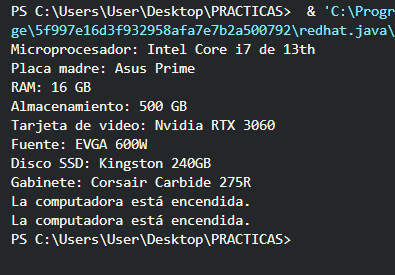 PS C:\Users\User\Desktop\PRACTICAS>  & 'C:\Progr
ge\5f997e16d3f932958afa7e7b2a500792\redhat.java\
Microprocesador: Intel Core i7 de 13th
Placa madre: Asus Prime
RAM: 16 GB
Almacenamiento: 500 GB
Tarjeta de video: Nvidia RTX 3060
Fuente: EVGA 600W
Disco SSD: Kingston 240GB
Gabinete: Corsair Carbide 275R
La computadora está encendida.
La computadora está encendida.
PS C:\Users\User\Desktop\PRACTICAS>